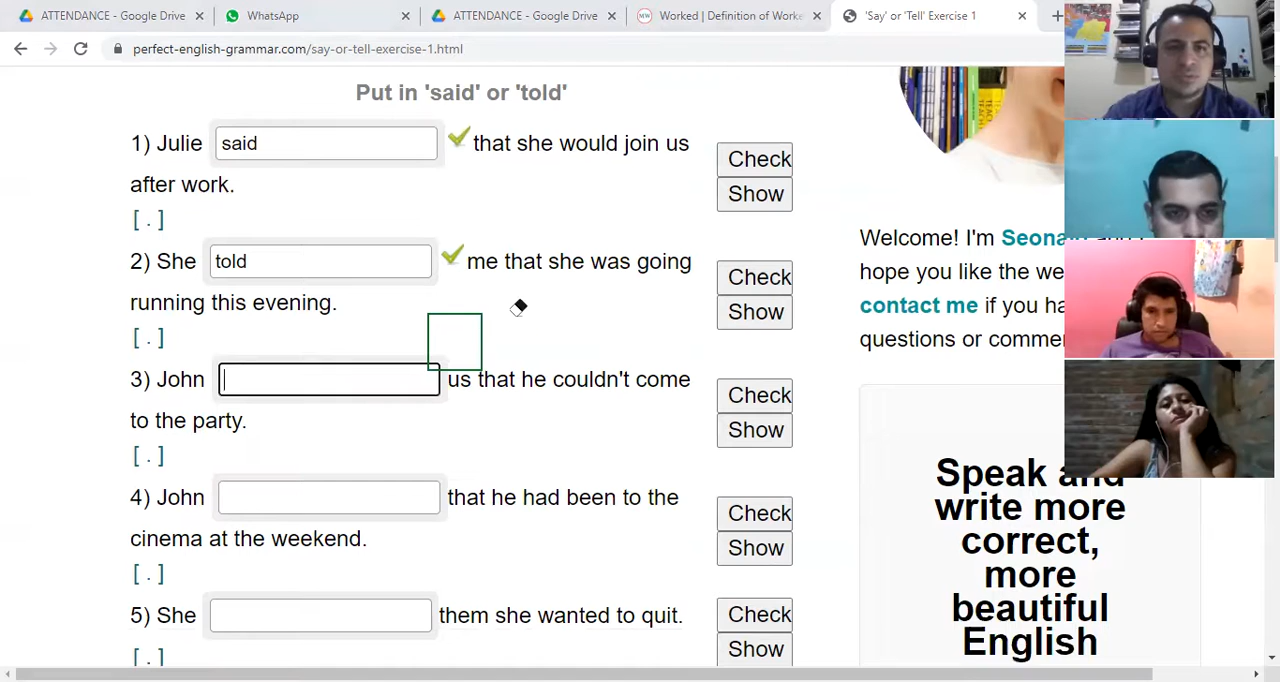 ATTENDANCE - Google Drive
WhatsApp
ATTENDANCE - Google Drive
Worked | Definition of Worke
'Say' or 'Tell' Exercise 1
perfect-english-grammar.com/say-or-tell-exercise-1.html
Put in 'said' or 'told'
1) Julie said that she would join us
after work.
[ . ]
Check
Show
2) She told me that she was going
running this evening.
[ . ]
Check
Show
3) John us that he couldn't come
to the party.
[ . ]
Check
Show
4) John that he had been to the
cinema at the weekend.
[ . ]
Check
Show
5) She them she wanted to quit.
[ . ]
Check
Show
Welcome! I'm Seona
hope you like the we
contact me if you ha
questions or comme
Speak and
write more
correct,
more
beautiful
English